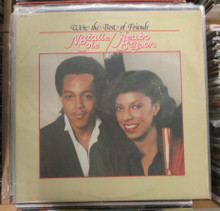 We're the Best of Friends
Natalie Cole / Peabo Bryson